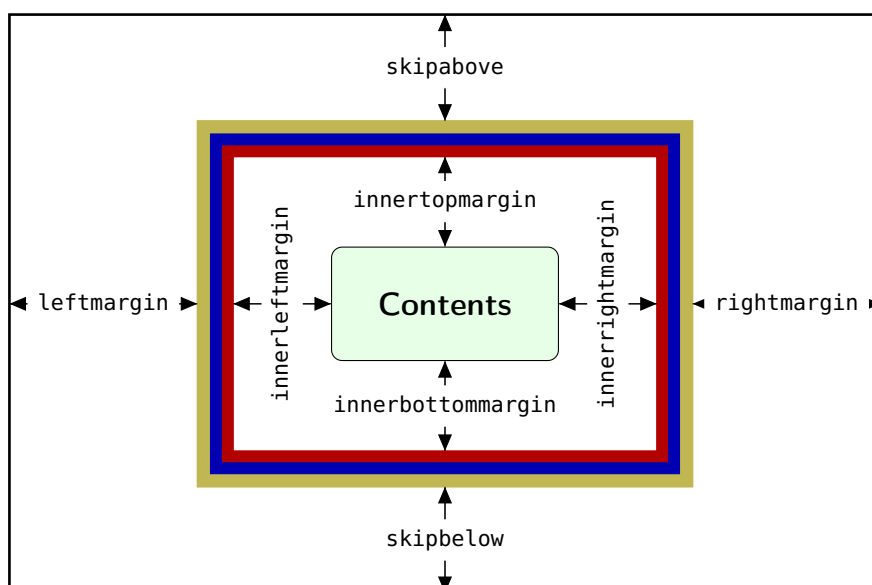 skipabove
innertopmargin
innerleftmargin
innerrightmargin
leftmargin
Contents
rightmargin
innerbottommargin
skipbelow